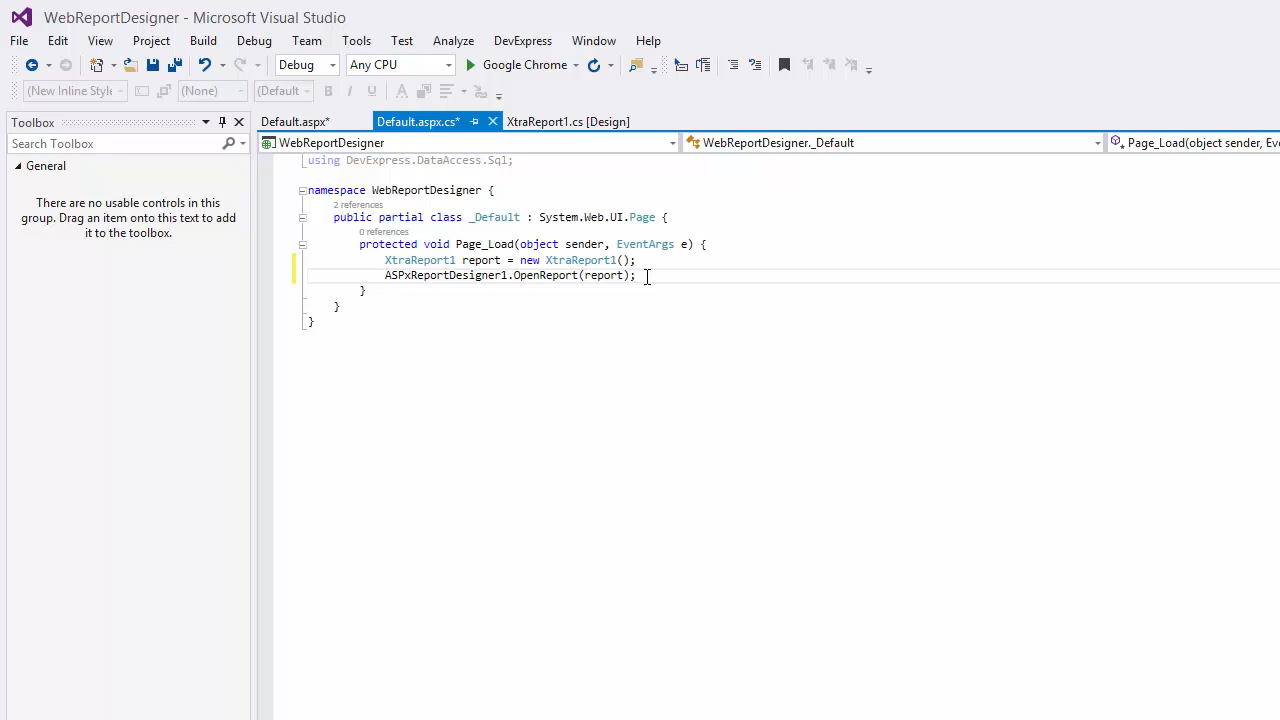 WebReportDesigner - Microsoft Visual Studio
File Edit View Project Build Debug Team Tools Test Analyze DevExpress Window Help
Debug Any CPU Google Chrome
(New Inline Style (None) (Default
Toolbox Default.aspx* Default.aspx.cs* XtraReport1.cs [Design]
Search Toolbox WebReportDesigner WebReportDesigner._Default Page_Load(object sender, Eve
using DevExpress.DataAccess.Sql;
General
namespace WebReportDesigner {
2 references
There are no usable controls in this
group. Drag an item onto this text to add
it to the toolbox.
public partial class _Default : System.Web.UI.Page {
0 references
protected void Page_Load(object sender, EventArgs e) {
XtraReport1 report = new XtraReport1();
ASPxReportDesigner1.OpenReport(report);
}
}
}